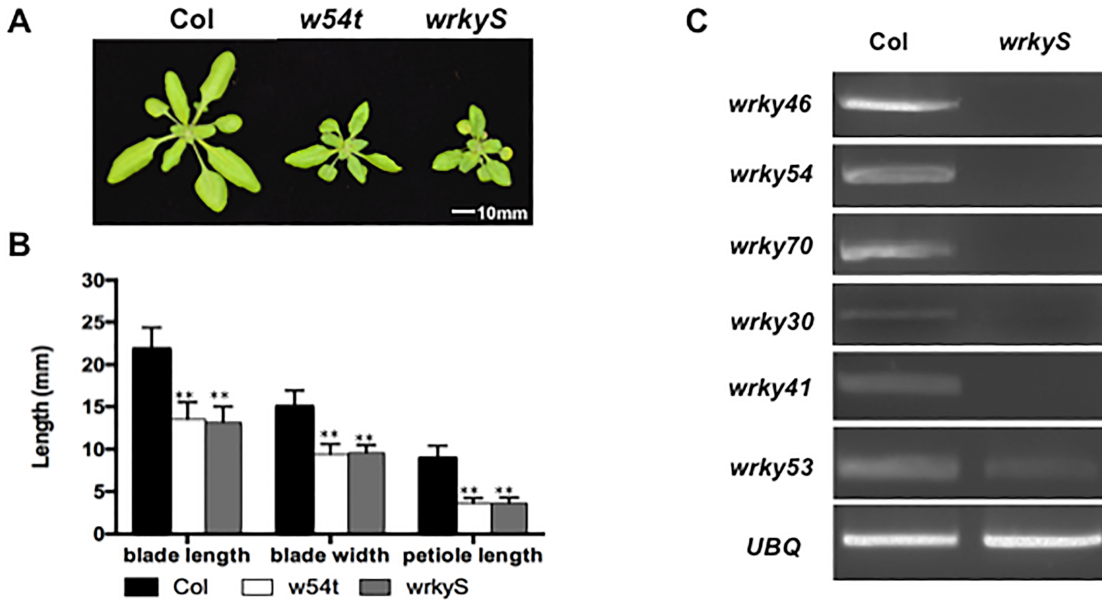 A
Col w54t wrkyS
10mm
B
Length (mm)
30
25
20
15
10
5
0
** ** ** ** ** **
blade length blade width petiole length
Col w54t wrkyS
C
Col wrkyS
wrky46
wrky54
wrky70
wrky30
wrky41
wrky53
UBQ